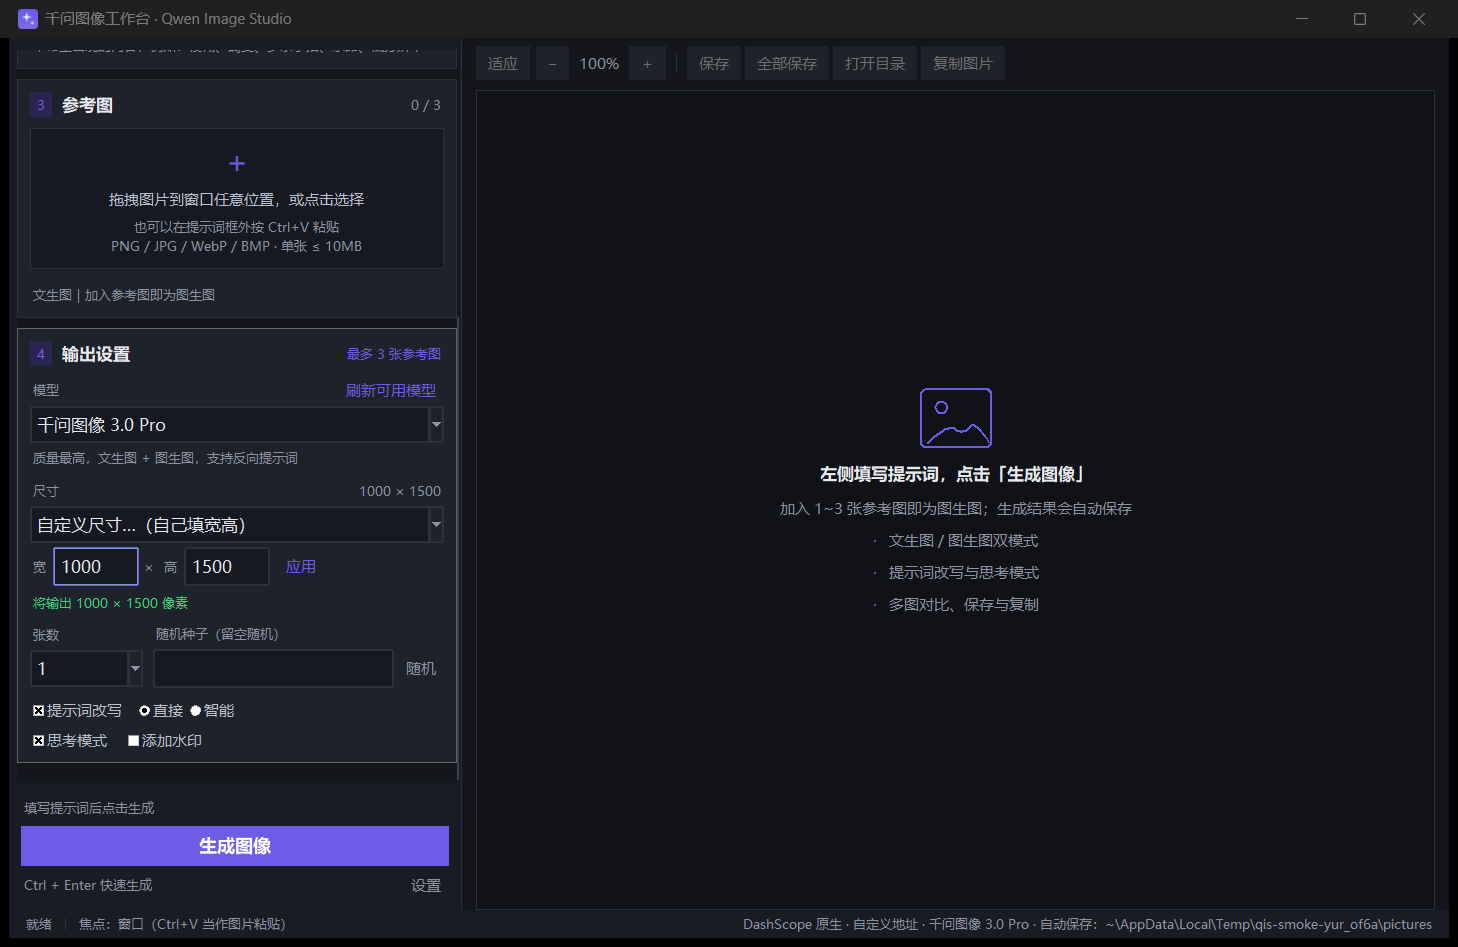 千问图像工作台 · Qwen Image Studio
3 参考图 0 / 3
+
拖拽图片到窗口任意位置，或点击选择
也可以在提示词框外按 Ctrl+V 粘贴
PNG / JPG / WebP / BMP · 单张 ≤ 10MB
文生图 | 加入参考图即为图生图
4 输出设置 最多 3 张参考图
模型 刷新可用模型
千问图像 3.0 Pro
质量最高，文生图 + 图生图，支持反向提示词
尺寸 1000 × 1500
自定义尺寸...（自己填宽高）
宽 1000 × 高 1500 应用
将输出 1000 × 1500 像素
张数 随机种子（留空随机）
1 随机
提示词改写 直接 智能
思考模式 添加水印
填写提示词后点击生成
生成图像
Ctrl + Enter 快速生成 设置
适应 − 100% + 保存 全部保存 打开目录 复制图片
左侧填写提示词，点击「生成图像」
加入 1~3 张参考图即为图生图；生成结果会自动保存
· 文生图 / 图生图双模式
· 提示词改写与思考模式
· 多图对比、保存与复制
就绪 焦点：窗口（Ctrl+V 当作图片粘贴） DashScope 原生 · 自定义地址 · 千问图像 3.0 Pro · 自动保存：~\AppData\Local\Temp\qis-smoke-yur_of6a\pictures